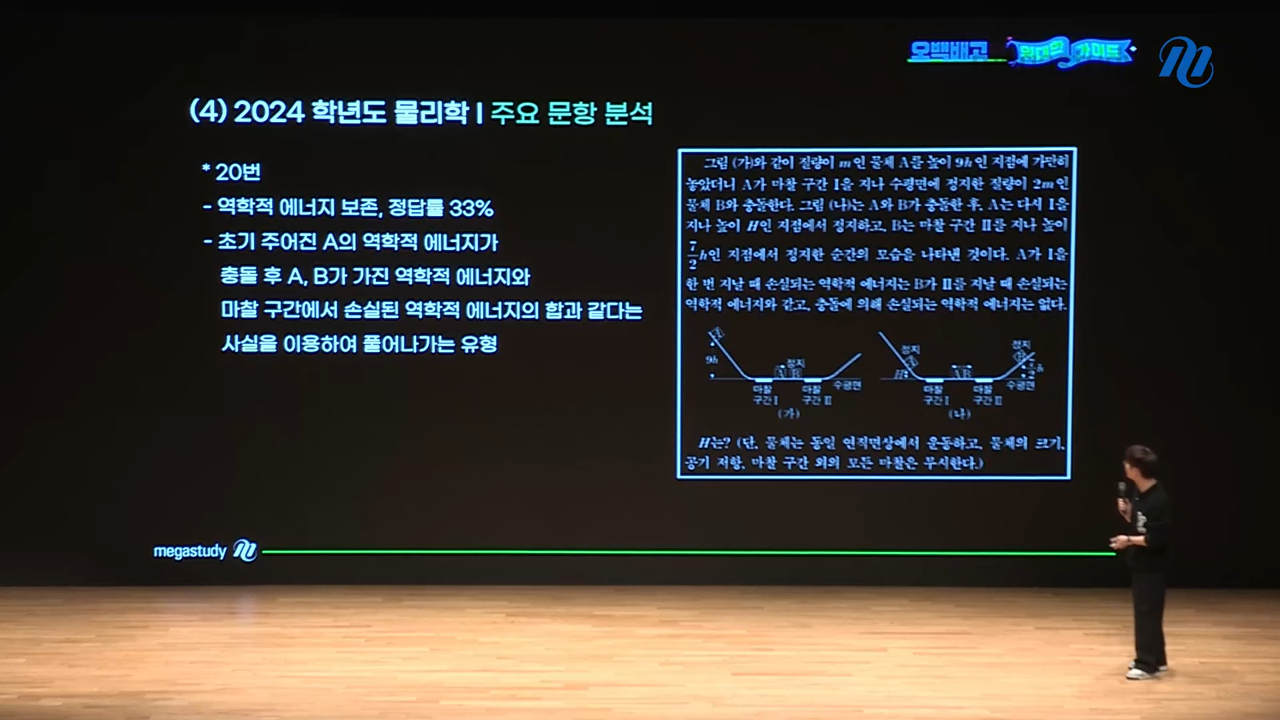 오백배고 위대한 가이드
(4) 2024 학년도 물리학 I 주요 문항 분석
* 20번
- 역학적 에너지 보존, 정답률 33%
- 초기 주어진 A의 역학적 에너지가
충돌 후 A, B가 가진 역학적 에너지와
마찰 구간에서 손실된 역학적 에너지의 합과 같다는
사실을 이용하여 풀어나가는 유형
그림 (가)와 같이 질량이 m인 물체 A를 높이 9h인 지점에 가만히
놓았더니 A가 마찰 구간 I을 지나 수평면에 정지한 질량이 2m인
물체 B와 충돌한다. 그림 (나)는 A와 B가 충돌한 후, A는 다시 I을
지나 높이 H인 지점에서 정지하고, B는 마찰 구간 II를 지나 높이
7/2 h인 지점에서 정지한 순간의 모습을 나타낸 것이다. A가 I을
한 번 지날 때 손실되는 역학적 에너지는 B가 II를 지날 때 손실되는
역학적 에너지와 같고, 충돌에 의해 손실되는 역학적 에너지는 없다.
A
9h
정지
A B
마찰
구간 I
마찰
구간 II
수평면
(가)
정지
A
H
A B
정지
B
7/2 h
마찰
구간 I
마찰
구간 II
수평면
(나)
H는? (단, 물체는 동일 연직면상에서 운동하고, 물체의 크기,
공기 저항, 마찰 구간 외의 모든 마찰은 무시한다.)
megastudy